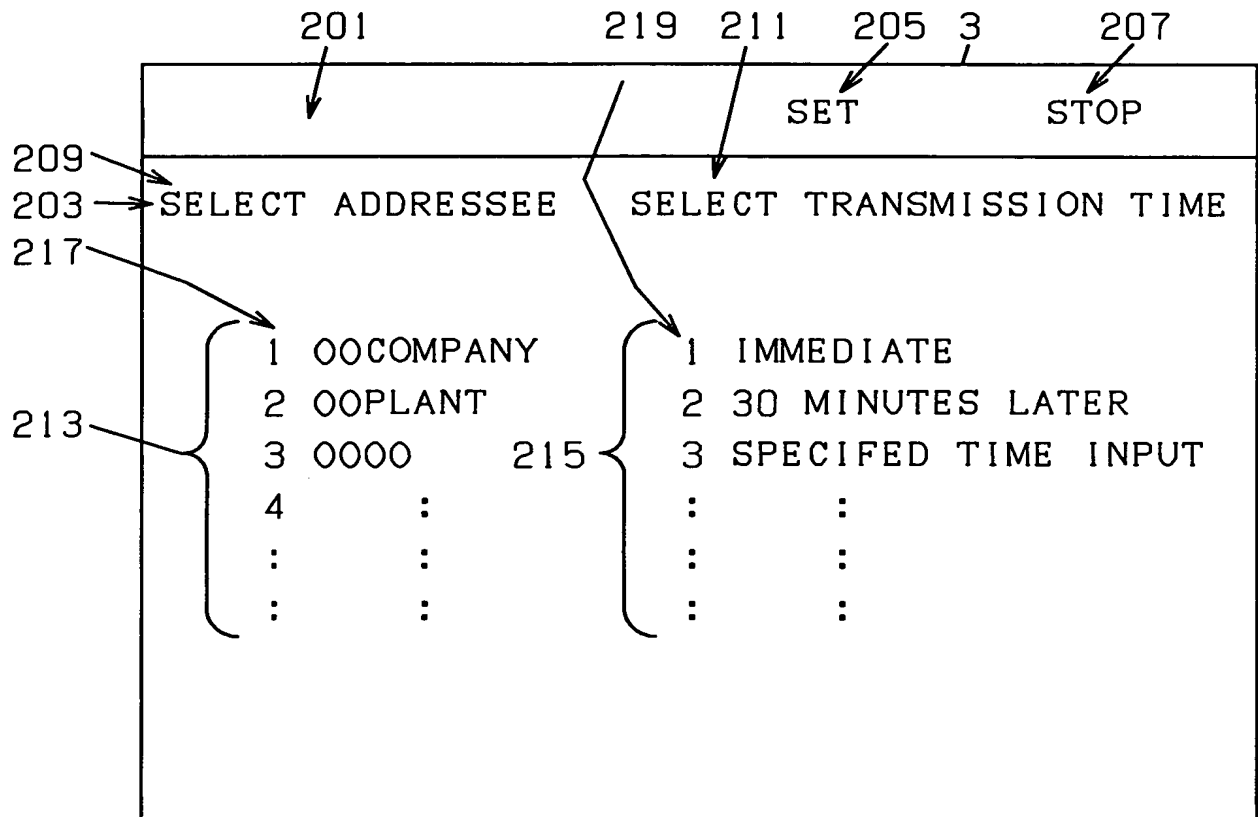 201 219 211 205 3 207
SET STOP
209
203 SELECT ADDRESSEE SELECT TRANSMISSION TIME
217
1 OOCOMPANY 1 IMMEDIATE
2 OOPLANT 2 30 MINUTES LATER
213 3 OOOO 215 3 SPECIFED TIME INPUT
4 : : :
: : : :
: : : :